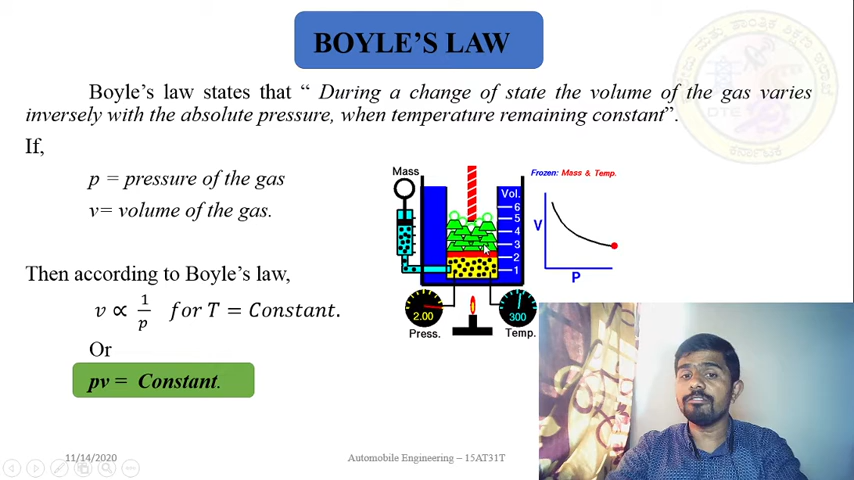 BOYLE'S LAW
Boyle's law states that “ During a change of state the volume of the gas varies
inversely with the absolute pressure, when temperature remaining constant”.
If,
p = pressure of the gas
v= volume of the gas.
Then according to Boyle's law,
v ∝ 1/p for T = Constant.
Or
pv = Constant.
Mass
Vol.
6
5
4
3
2
1
2.00
Press.
300
Temp.
Frozen: Mass & Temp.
V
P
DTE
11/14/2020
Automobile Engineering – 15AT31T